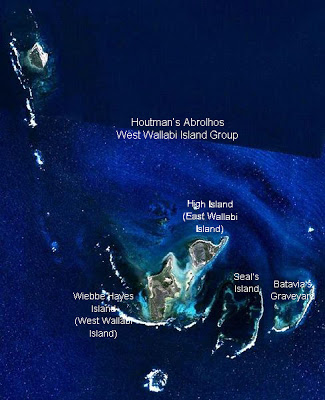 Houtman's Abrolhos
West Wallabi Island Group
High Island
(East Wallabi
Island)
Seal's
Island
Batavia's
Graveyard
Wiebbe Hayes
Island
(West Wallabi
Island)